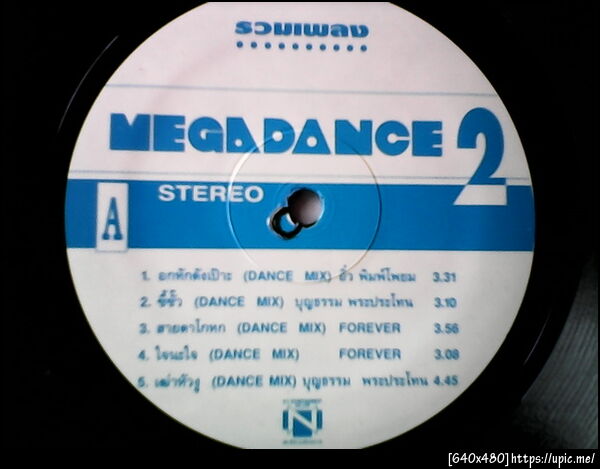 รวมเพลง
MEGADANCE 2
A STEREO
1. อกหักดังเป๊าะ (DANCE MIX) ฮั่ว พิมพ์โพยม 3.31
2. ซี้ซั้ว (DANCE MIX) บุญธรรม พระประโทน 3.10
3. สายตาโกหก (DANCE MIX) FOREVER 3.56
4. ใจนะใจ (DANCE MIX) FOREVER 3.08
5. เฒ่าหัวงู (DANCE MIX) บุญธรรม พระประโทน 4.45
N
[640x480]https://upic.me/